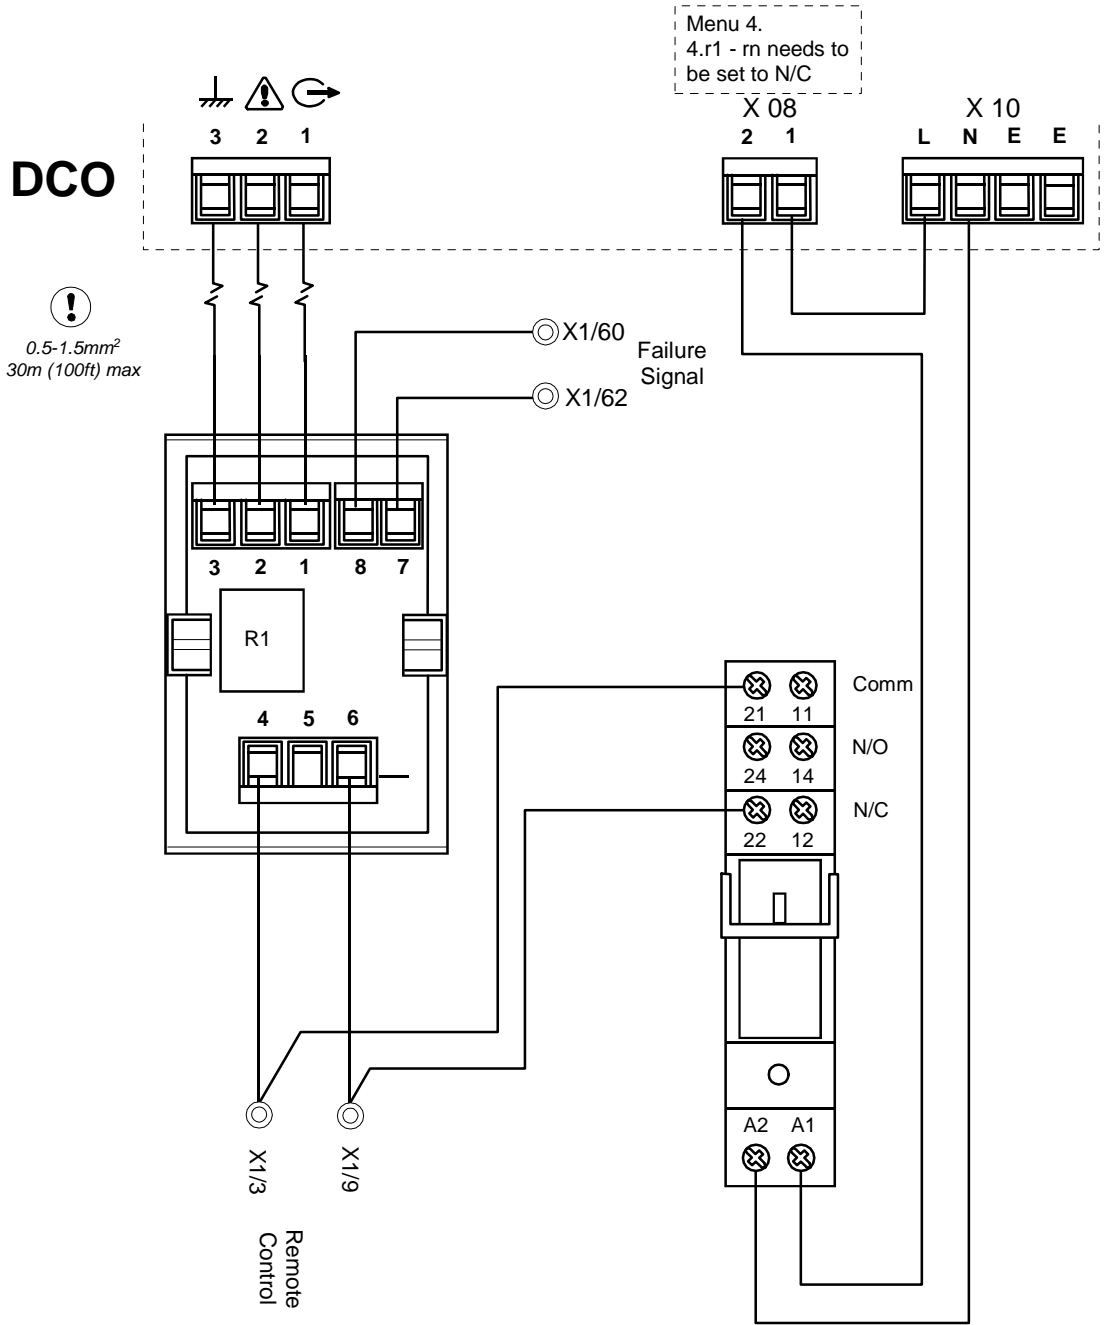 Menu 4.
4.r1 - rn needs to
be set to N/C
X 08
X 10
3 2 1
2 1
L N E E
DCO
0.5-1.5mm²
30m (100ft) max
X1/60
Failure
Signal
X1/62
3 2 1 8 7
R1
4 5 6
Comm
21 11
N/O
24 14
N/C
22 12
A2 A1
X1/3
X1/9
Remote
Control